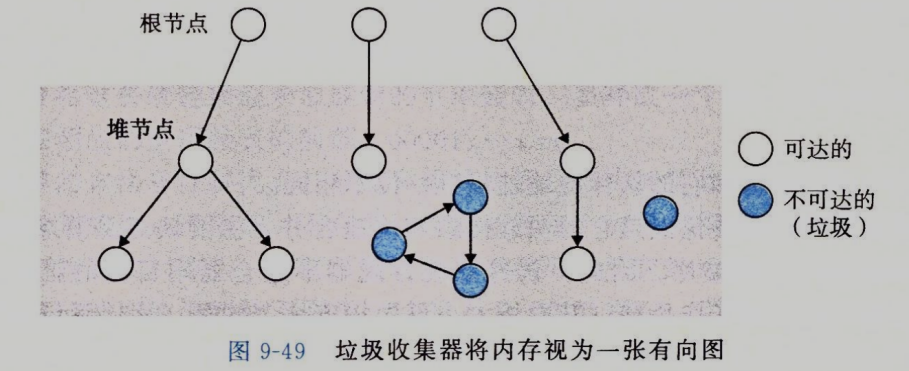 根节点
堆节点
可达的
不可达的
（垃圾）
图 9-49 垃圾收集器将内存视为一张有向图